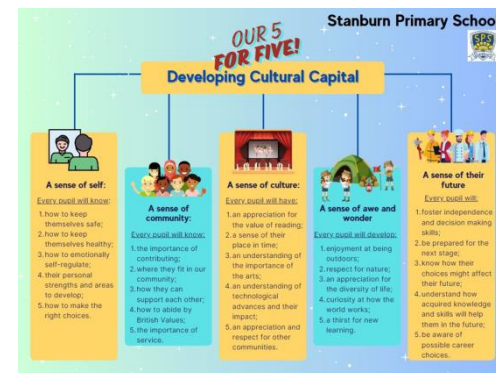 Stanburn Primary Schoo
OUR 5
FOR FIVE!
SPS
Developing Cultural Capital
A sense of self:
Every pupil will know:
1.how to keep
themselves safe;
2.how to keep
themselves healthy;
3.how to emotionally
self-regulate;
4.their personal
strengths and areas
to develop;
5.how to make the
right choices.
A sense of
community:
Every pupil will know:
1.the importance of
contributing;
2.where they fit in our
community;
3.how they can
support each other;
4.how to abide by
British Values;
5.the importance of
service.
A sense of culture:
Every pupil will have:
1.an appreciation for
the value of reading;
2.a sense of their
place in time;
3.an understanding of
the importance of
the arts;
4.an understanding of
technological
advances and their
impact;
5.an appreciation and
respect for other
communities.
A sense of awe and
wonder
Every pupil will develop:
1.enjoyment at being
outdoors;
2.respect for nature;
3.an appreciation for
the diversity of life;
4.curiosity at how the
world works;
5.a thirst for new
learning.
A sense of their
future
Every pupil will:
1.foster independence
and decision making
skills;
2.be prepared for the
next stage;
3.know how their
choices might affect
their future;
4.understand how
acquired knowledge
and skills will help
them in the future;
5.be aware of
possible career
choices.